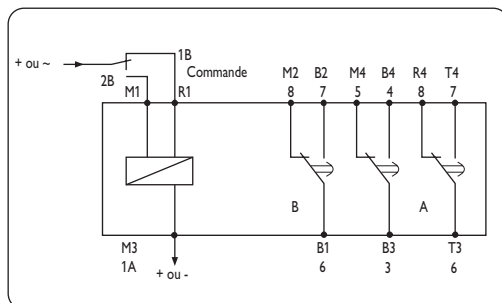 1B
+ ou ~
Commande
2B
M1 R1
M2 B2 M4 B4 R4 T4
8 7 5 4 8 7
B A
M3 B1 B3 T3
1A 6 3 6
+ ou -